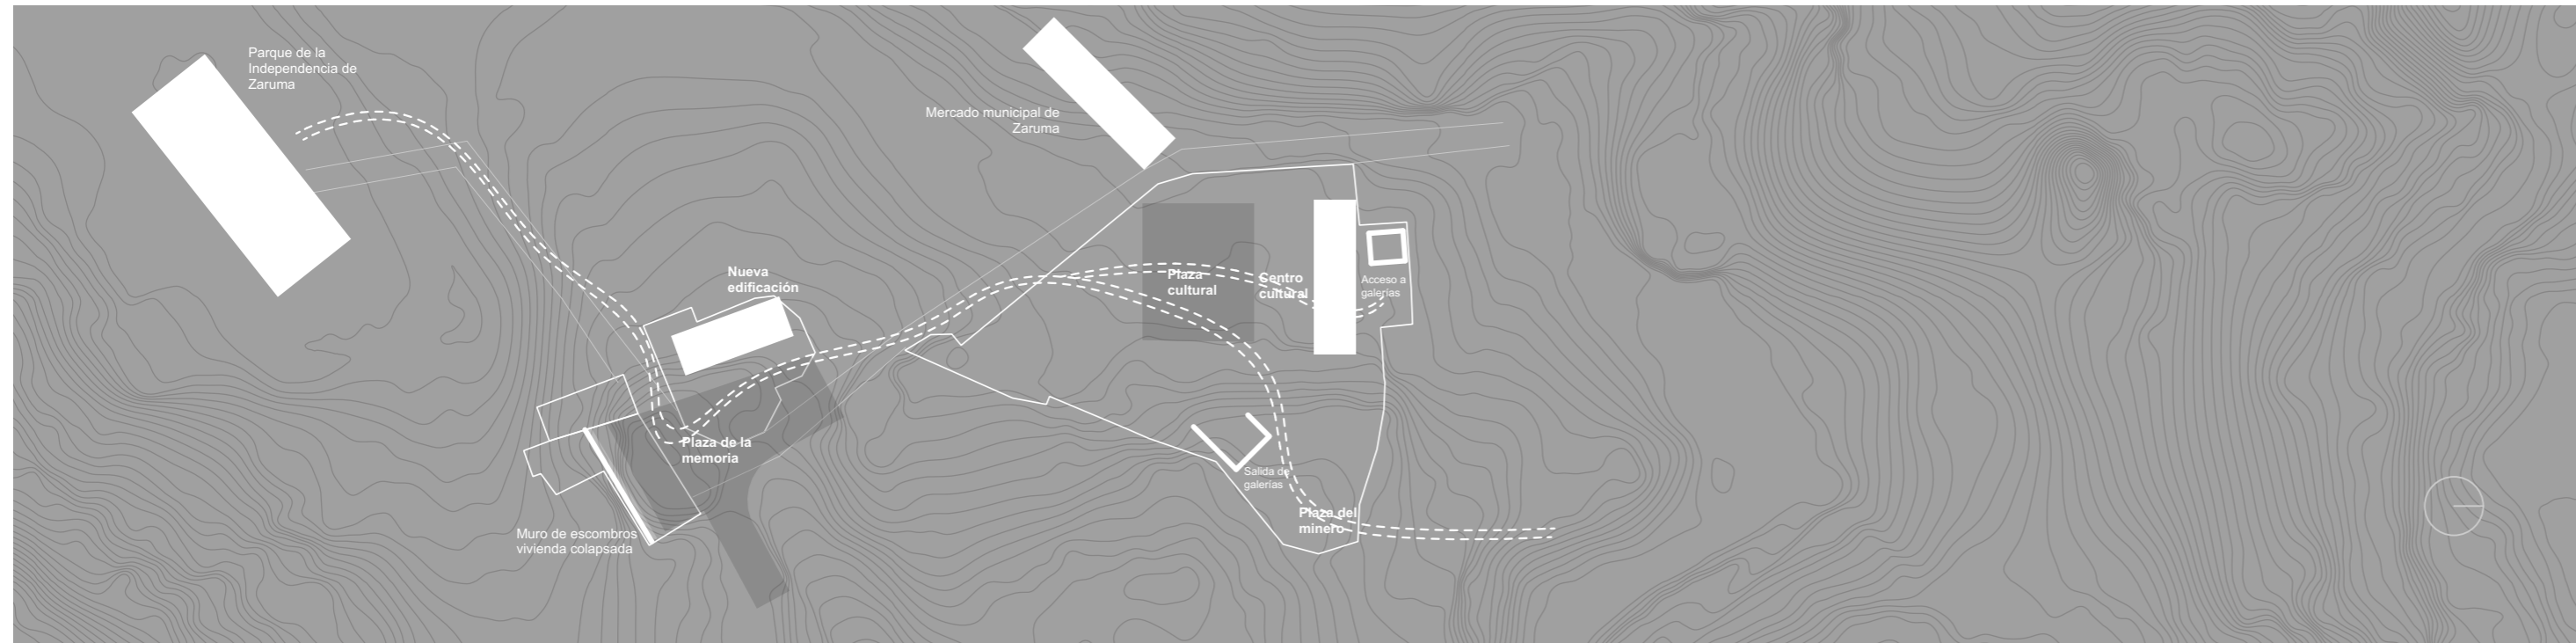 Parque de la
Independencia de
Zaruma
Mercado municipal de
Zaruma
Nueva
edificación
Plaza
cultural
Centro
cultural
Acceso a
galerías
Plaza de la
memoria
Salida de
galerías
Plaza del
minero
Muro de escombros
vivienda colapsada